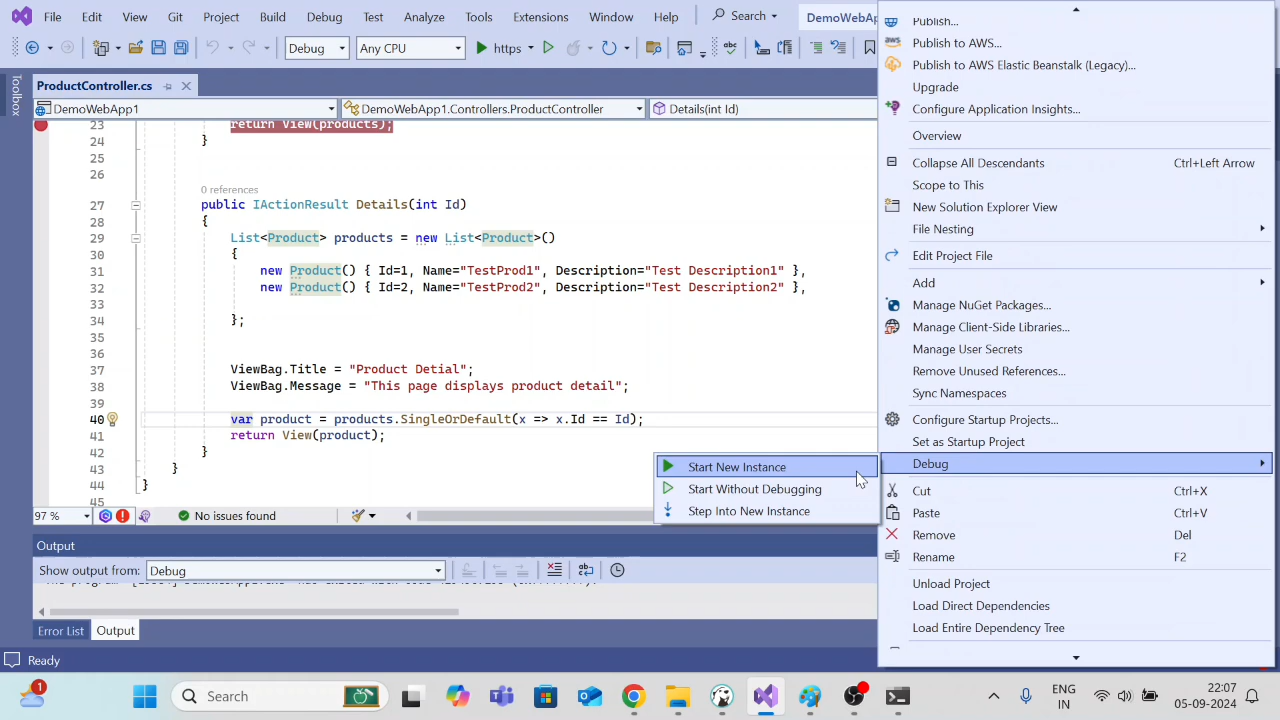 File Edit View Git Project Build Debug Test Analyze Tools Extensions Window Help Search DemoWebAp
Debug Any CPU https
Toolbox
ProductController.cs
DemoWebApp1 DemoWebApp1.Controllers.ProductController Details(int Id)
23 return View(products);
24 }
25
26
0 references
27 public IActionResult Details(int Id)
28 {
29 List<Product> products = new List<Product>()
30 {
31 new Product() { Id=1, Name="TestProd1", Description="Test Description1" },
32 new Product() { Id=2, Name="TestProd2", Description="Test Description2" },
33
34 };
35
36
37 ViewBag.Title = "Product Detial";
38 ViewBag.Message = "This page displays product detail";
39
40 var product = products.SingleOrDefault(x => x.Id == Id);
41 return View(product);
42 }
43 }
44 }
45
97 % No issues found
Output
Show output from: Debug
Error List Output
Ready
Publish...
Publish to AWS...
Publish to AWS Elastic Beanstalk (Legacy)...
Upgrade
Configure Application Insights...
Overview
Collapse All Descendants Ctrl+Left Arrow
Scope to This
New Solution Explorer View
File Nesting
Edit Project File
Add
Manage NuGet Packages...
Manage Client-Side Libraries...
Manage User Secrets
Remove Unused References...
Sync Namespaces
Configure Startup Projects...
Set as Startup Project
Debug
Start New Instance
Start Without Debugging
Step Into New Instance
Cut Ctrl+X
Paste Ctrl+V
Remove Del
Rename F2
Unload Project
Load Direct Dependencies
Load Entire Dependency Tree
1 Search
ENG
IN
22:07
05-09-2024